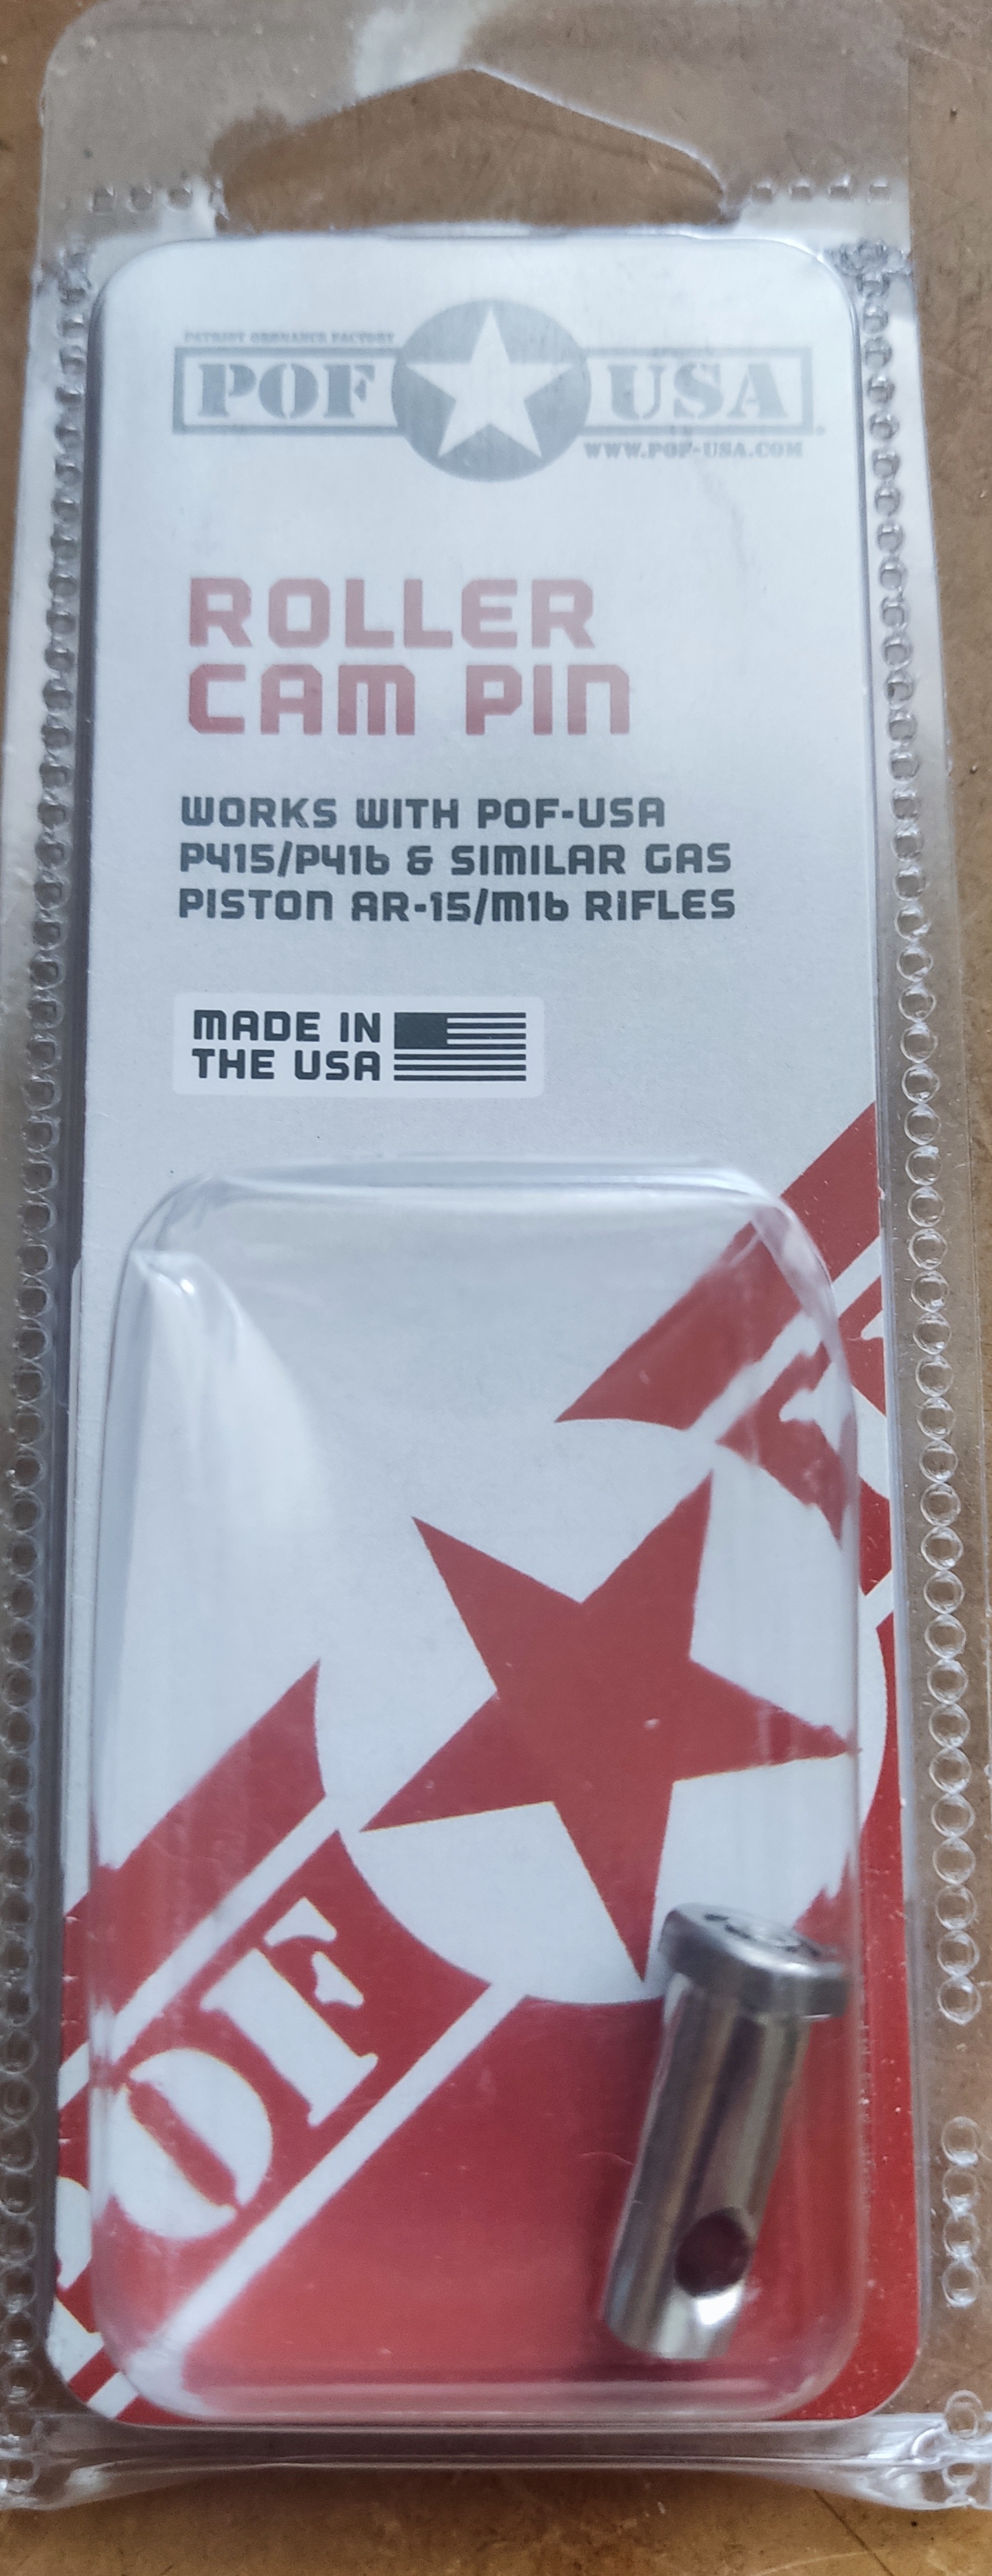 PATRIOT ORDNANCE FACTORY
POF USA
WWW.POF-USA.COM
ROLLER
CAM PIN
WORKS WITH POF-USA
P415/P416 & SIMILAR GAS
PISTON AR-15/M16 RIFLES
MADE IN
THE USA
POF